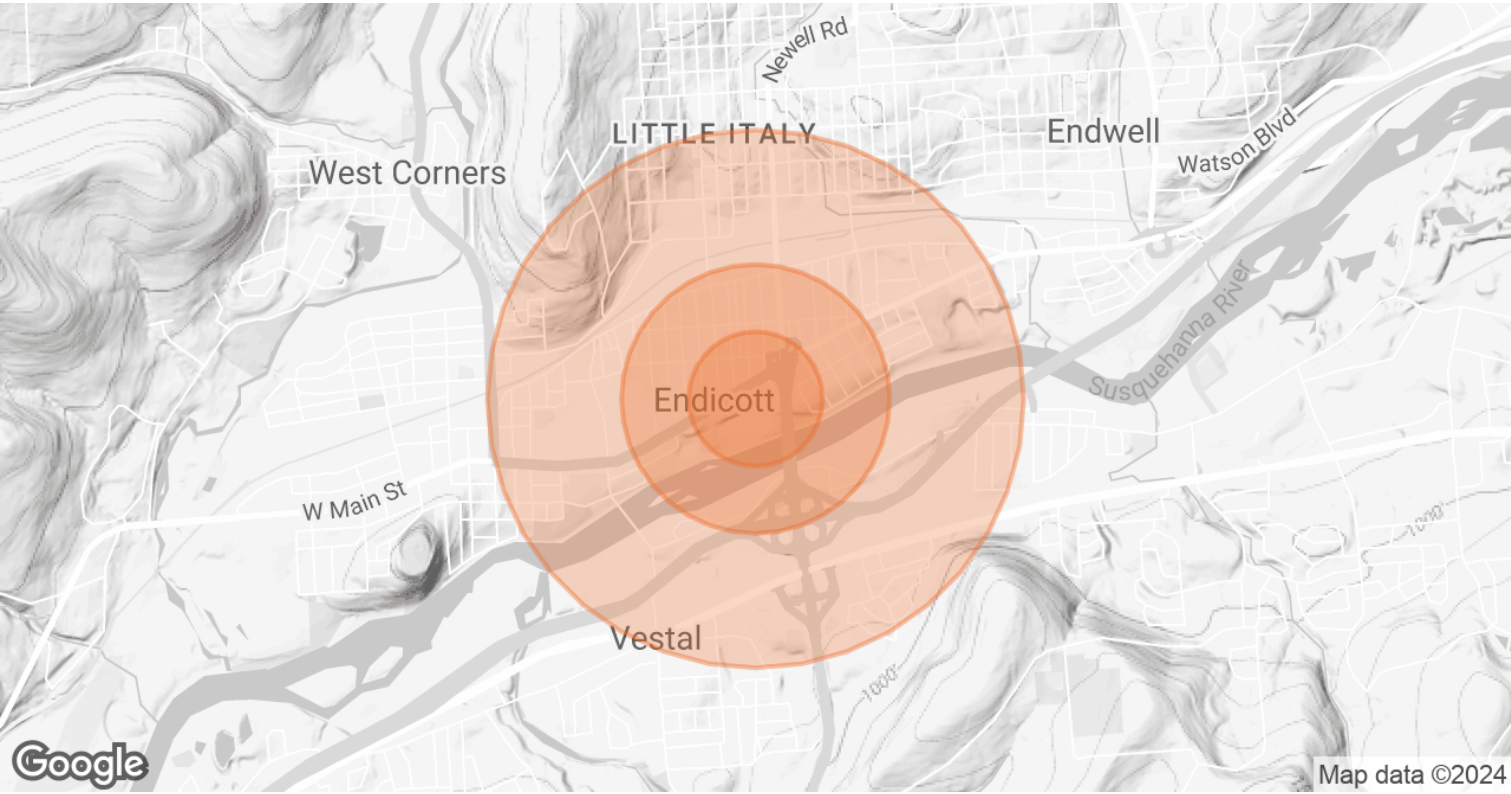 Newell Rd
LITTLE ITALY
Endwell
Watson Blvd
West Corners
Susquehanna River
Endicott
W Main St
1000'
Vestal
1000'
Google
Map data ©2024